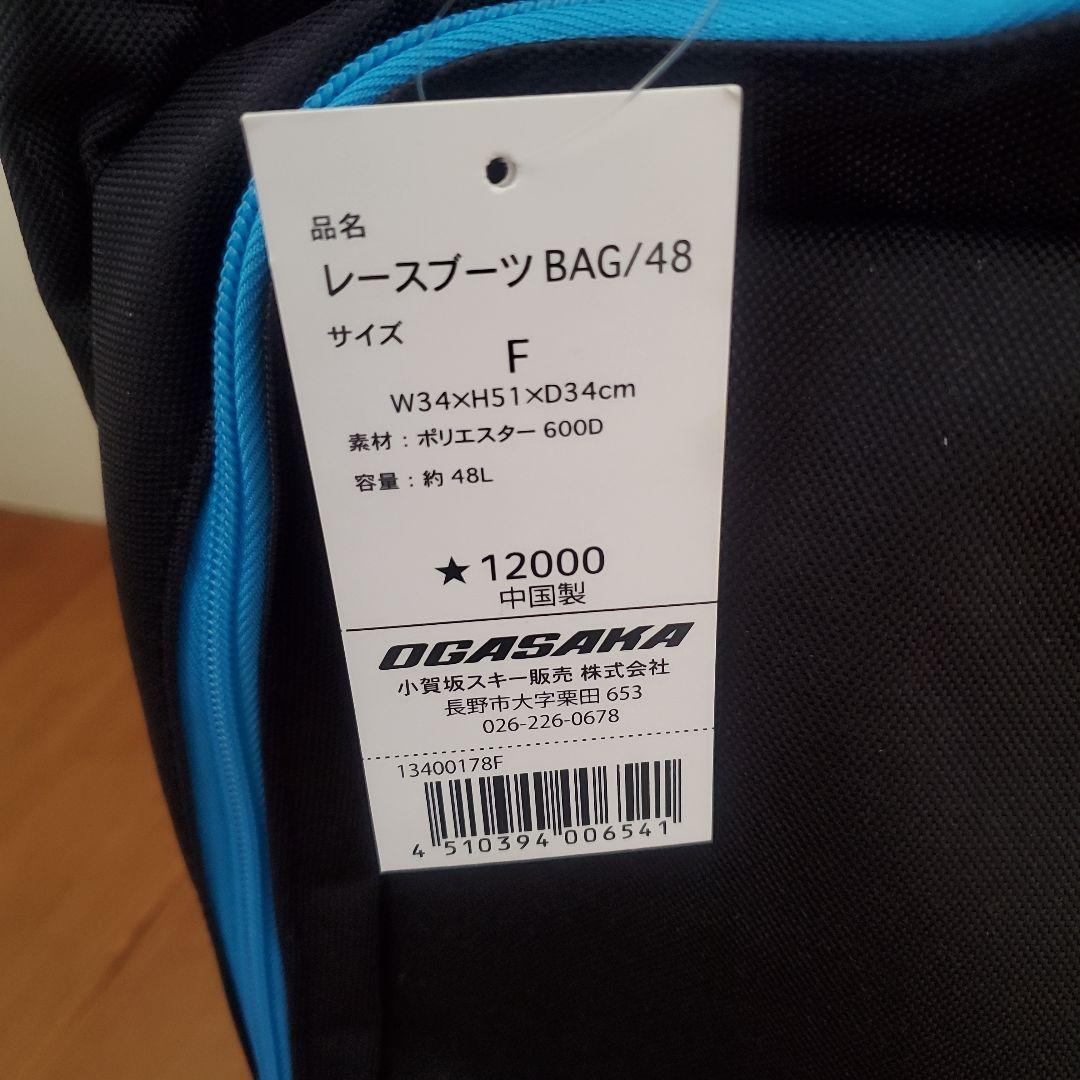 品名
レースブーツ BAG/48
サイズ
F
W34×H51×D34cm
素材：ポリエスター 600D
容量：約 48L
★12000
中国製
OGASAKA
小賀坂スキー販売 株式会社
長野市大字栗田 653
026-226-0678
13400178F
4 510394 006541